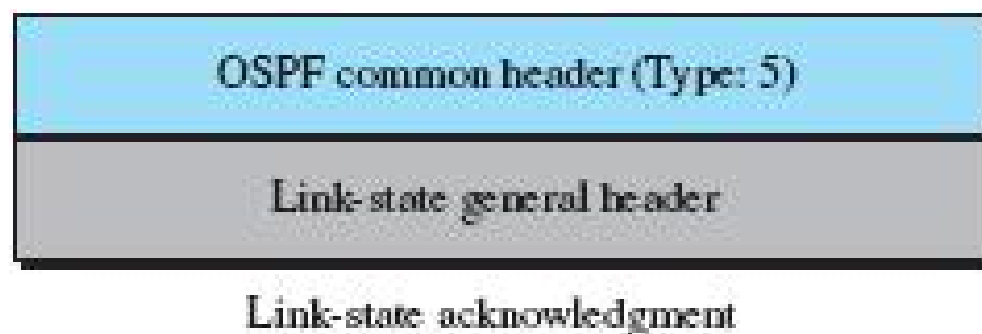 OSPF common header (Type: 5)
Link-state general header
Link-state acknowledgment